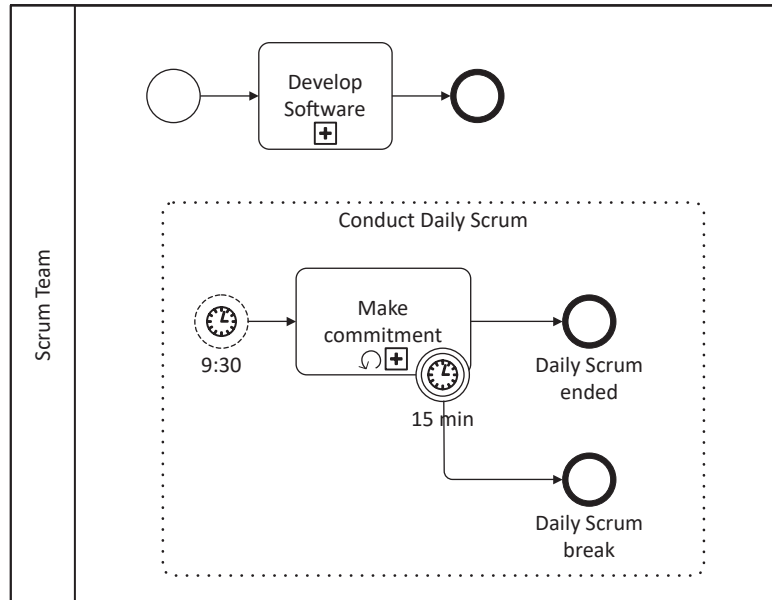 Scrum Team
Develop
Software
Conduct Daily Scrum
Make
commitment
9:30
15 min
Daily Scrum
ended
Daily Scrum
break